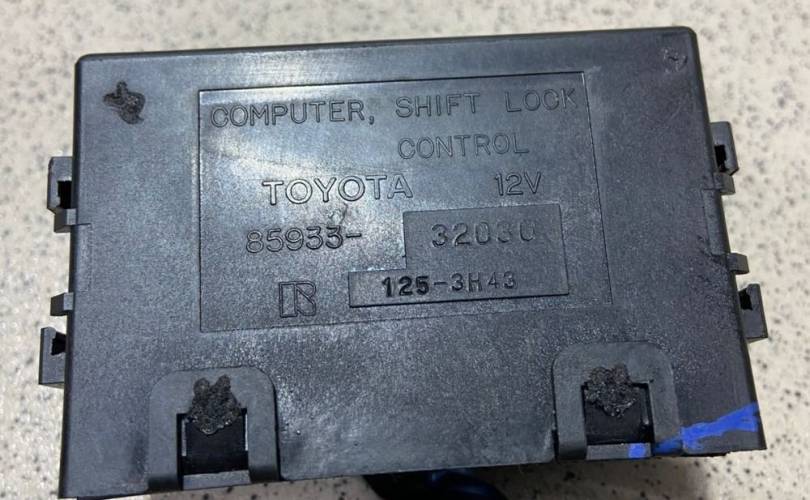 COMPUTER, SHIFT LOCK
CONTROL
TOYOTA 12V
85933- 32030
R 125-3H43